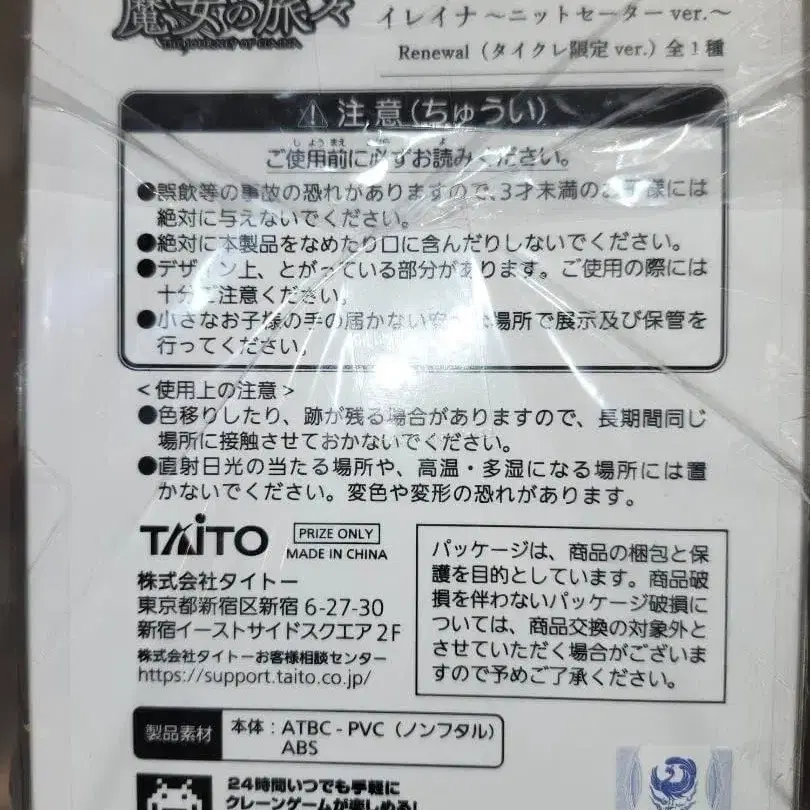 魔女の旅々
THE JOURNEY OF ELAINA
イレイナ～ニットセーターver.～
Renewal（タイクレ限定ver.）全1種
注意（ちゅうい）
ご使用前に必ずお読みください。
●誤飲等の事故の恐れがありますので、3才未満のお子様には
絶対に与えないでください。
●絶対に本製品をなめたり口に含んだりしないでください。
●デザイン上、とがっている部分があります。ご使用の際には
十分ご注意ください。
●小さなお子様の手の届かない安全な場所で展示及び保管を
行ってください。
＜使用上の注意＞
●色移りしたり、跡が残る場合がありますので、長期間同じ
場所に接触させておかないでください。
●直射日光の当たる場所や、高温・多湿になる場所には置
かないでください。変色や変形の恐れがあります。
TAITO
PRIZE ONLY
MADE IN CHINA
株式会社タイトー
東京都新宿区新宿 6-27-30
新宿イーストサイドスクエア 2F
株式会社タイトーお客様相談センター
https://support.taito.co.jp/
パッケージは、商品の梱包と保
護を目的としています。商品破
損を伴わないパッケージ破損に
ついては、商品交換の対象外と
させていただく場合がございま
すので予めご了承ください。
製品素材
本体：ATBC - PVC（ノンフタル）
ABS
24時間いつでも手軽に
クレーンゲームが楽しめる!